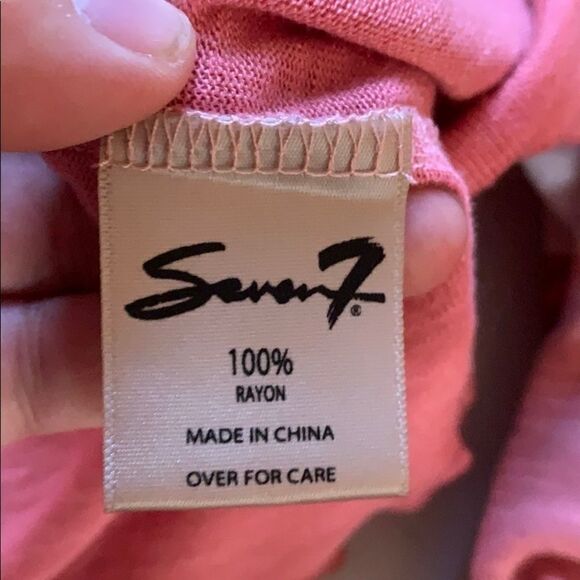 Seven7®
100%
RAYON
MADE IN CHINA
OVER FOR CARE